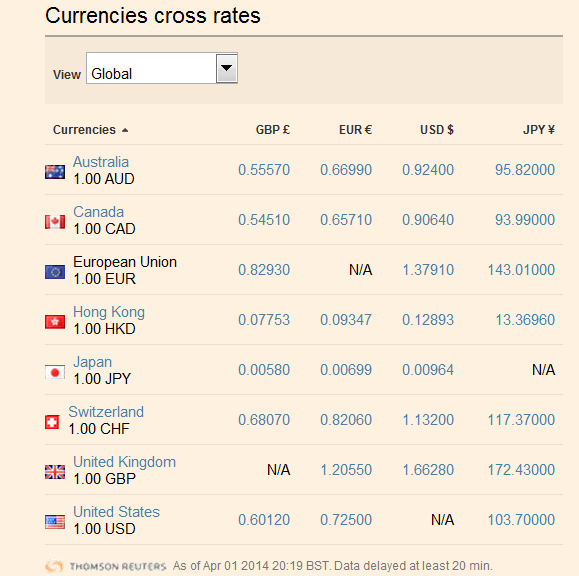 Currencies cross rates
View Global
Currencies GBP £ EUR € USD $ JPY ¥
Australia
1.00 AUD 0.55570 0.66990 0.92400 95.82000
Canada
1.00 CAD 0.54510 0.65710 0.90640 93.99000
European Union
1.00 EUR 0.82930 N/A 1.37910 143.01000
Hong Kong
1.00 HKD 0.07753 0.09347 0.12893 13.36960
Japan
1.00 JPY 0.00580 0.00699 0.00964 N/A
Switzerland
1.00 CHF 0.68070 0.82060 1.13200 117.37000
United Kingdom
1.00 GBP N/A 1.20550 1.66280 172.43000
United States
1.00 USD 0.60120 0.72500 N/A 103.70000
THOMSON REUTERS As of Apr 01 2014 20:19 BST. Data delayed at least 20 min.